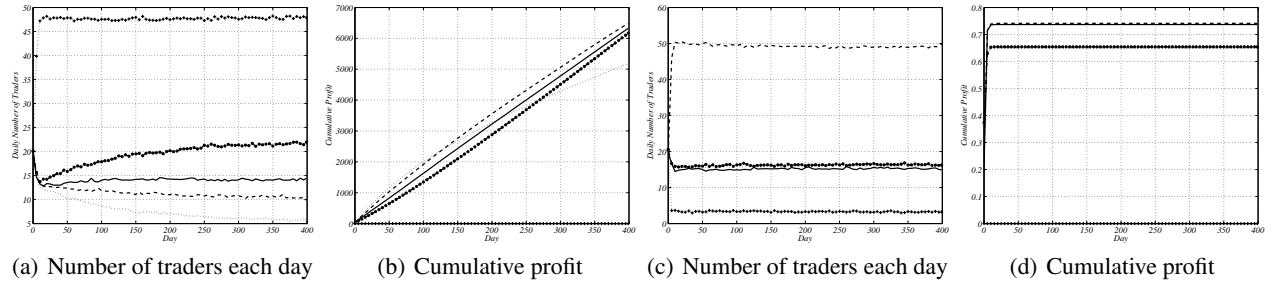 50
45
40
35
30
25
20
15
10
5
0 50 100 150 200 250 300 350 400
Day
Daily Number of Traders
7000
6000
5000
4000
3000
2000
1000
0
0 50 100 150 200 250 300 350 400
Day
Cumulative Profit
60
50
40
30
20
10
0
0 50 100 150 200 250 300 350 400
Day
Daily Number of Traders
0.8
0.7
0.6
0.5
0.4
0.3
0.2
0.1
0
0 50 100 150 200 250 300 350 400
Day
Cumulative Profit
(a) Number of traders each day
(b) Cumulative profit
(c) Number of traders each day
(d) Cumulative profit